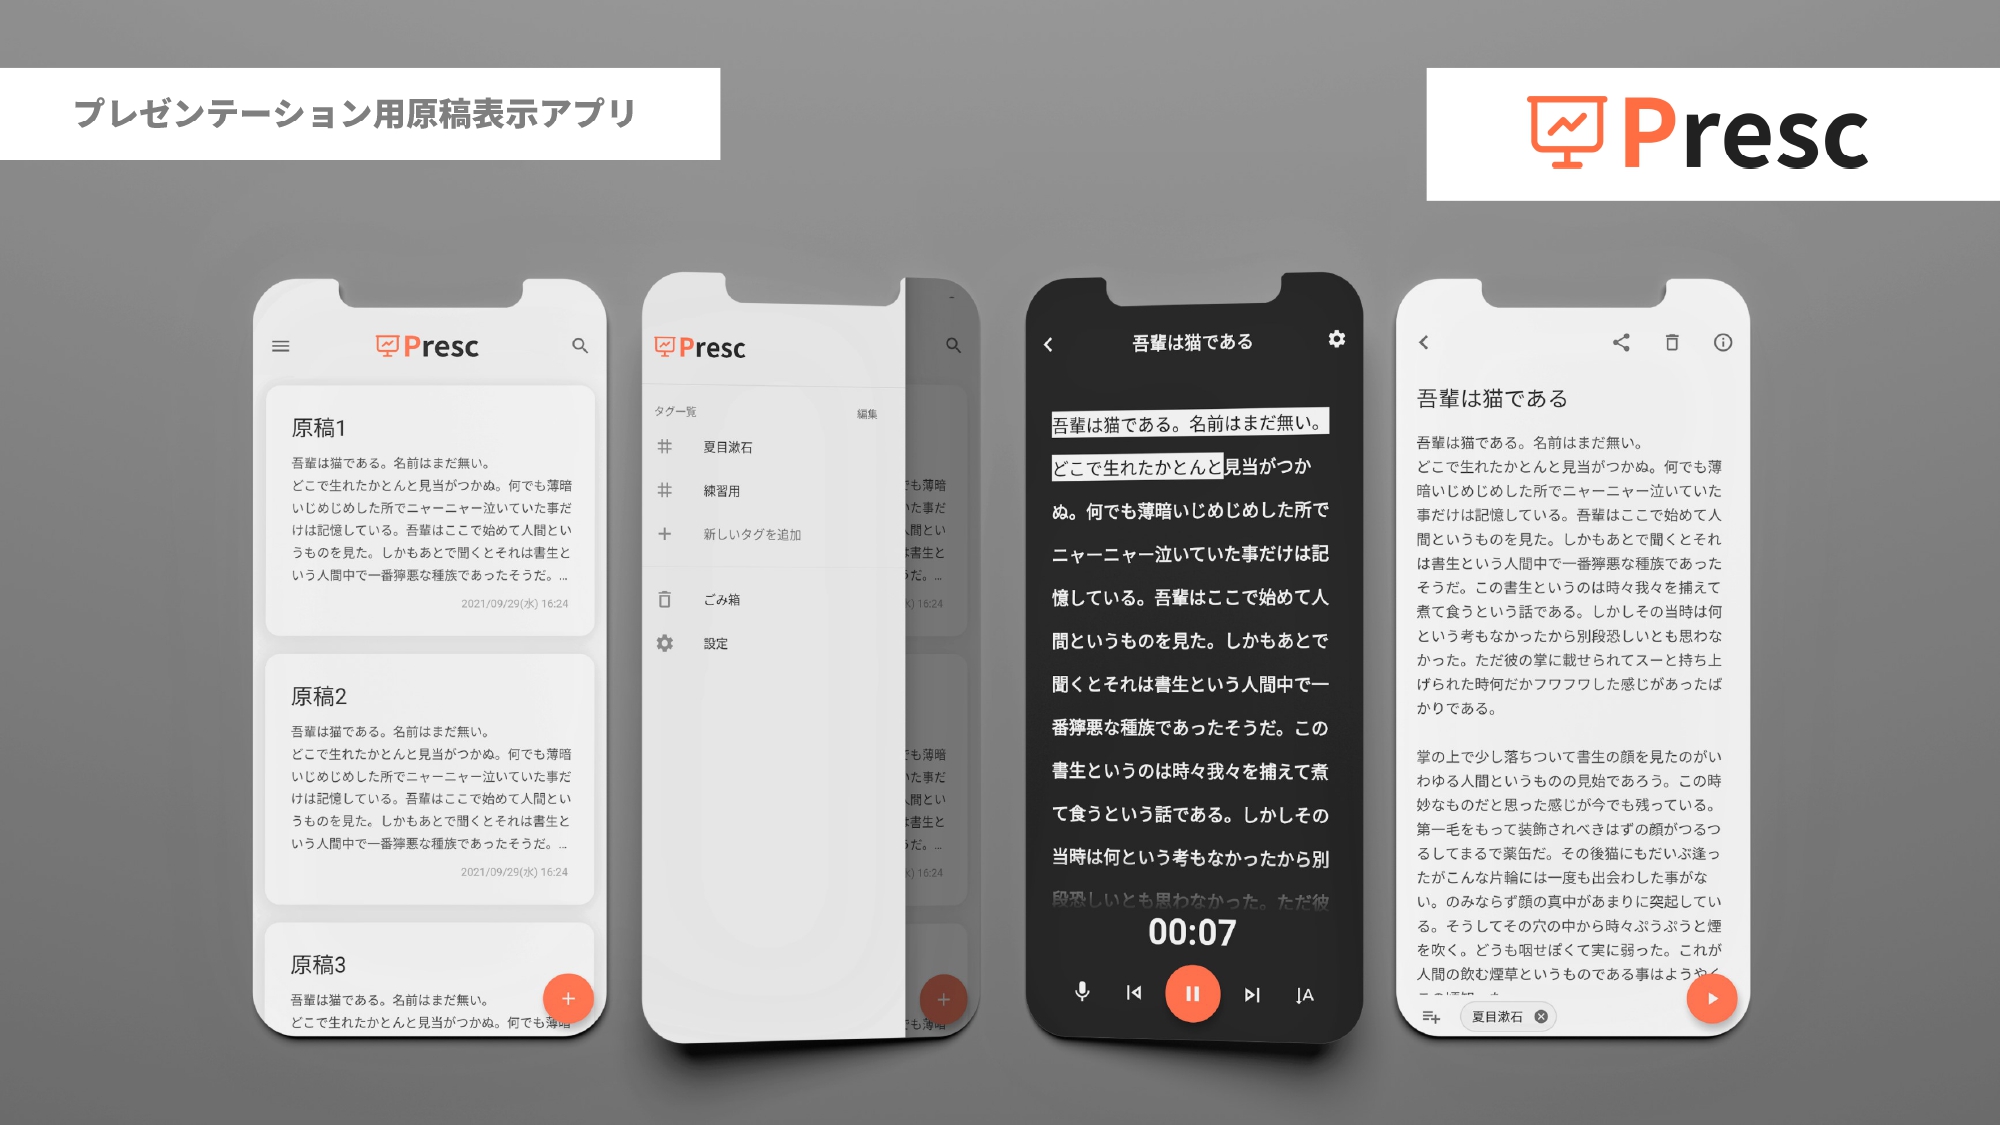 プレゼンテーション用原稿表示アプリ
Presc
Presc
原稿1
吾輩は猫である。名前はまだ無い。
どこで生れたかとんと見当がつかぬ。何でも薄暗
いじめじめした所でニャーニャー泣いていた事だ
けは記憶している。吾輩はここで始めて人間とい
うものを見た。しかもあとで聞くとそれは書生と
いう人間中で一番獰悪な種族であったそうだ。...
2021/09/29(水) 16:24
原稿2
吾輩は猫である。名前はまだ無い。
どこで生れたかとんと見当がつかぬ。何でも薄暗
いじめじめした所でニャーニャー泣いていた事だ
けは記憶している。吾輩はここで始めて人間とい
うものを見た。しかもあとで聞くとそれは書生と
いう人間中で一番獰悪な種族であったそうだ。...
2021/09/29(水) 16:24
原稿3
吾輩は猫である。名前はまだ無い。
どこで生れたかとんと見当がつかぬ。何でも薄暗
Presc
タグ一覧
編集
夏目漱石
練習用
新しいタグを追加
ごみ箱
設定
でも薄暗
いた事だ
人間とい
は書生と
うだ。...
16:24
でも薄暗
いた事だ
人間とい
は書生と
うだ。...
16:24
でも薄暗
吾輩は猫である
吾輩は猫である。名前はまだ無い。
どこで生れたかとんと見当がつか
ぬ。何でも薄暗いじめじめした所で
ニャーニャー泣いていた事だけは記
憶している。吾輩はここで始めて人
間というものを見た。しかもあとで
聞くとそれは書生という人間中で一
番獰悪な種族であったそうだ。この
書生というのは時々我々を捕えて煮
て食うという話である。しかしその
当時は何という考もなかったから別
段恐しいとも思わなかった。ただ彼
00:07
A
吾輩は猫である
吾輩は猫である。名前はまだ無い。
どこで生れたかとんと見当がつかぬ。何でも薄
暗いじめじめした所でニャーニャー泣いていた
事だけは記憶している。吾輩はここで始めて人
間というものを見た。しかもあとで聞くとそれ
は書生という人間中で一番獰悪な種族であった
そうだ。この書生というのは時々我々を捕えて
煮て食うという話である。しかしその当時は何
という考もなかったから別段恐しいとも思わな
かった。ただ彼の掌に載せられてスーと持ち上
げられた時何だかフワフワした感じがあったば
かりである。
掌の上で少し落ちついて書生の顔を見たのがい
わゆる人間というものの見始であろう。この時
妙なものだと思った感じが今でも残っている。
第一毛をもって装飾されべきはずの顔がつるつ
るしてまるで薬缶だ。その後猫にもだいぶ逢っ
たがこんな片輪には一度も出会わした事がな
い。のみならず顔の真中があまりに突起してい
る。そうしてその穴の中から時々ぷうぷうと煙
を吹く。どうも咽せぽくて実に弱った。これが
人間の飲む煙草というものである事はようやく
夏目漱石